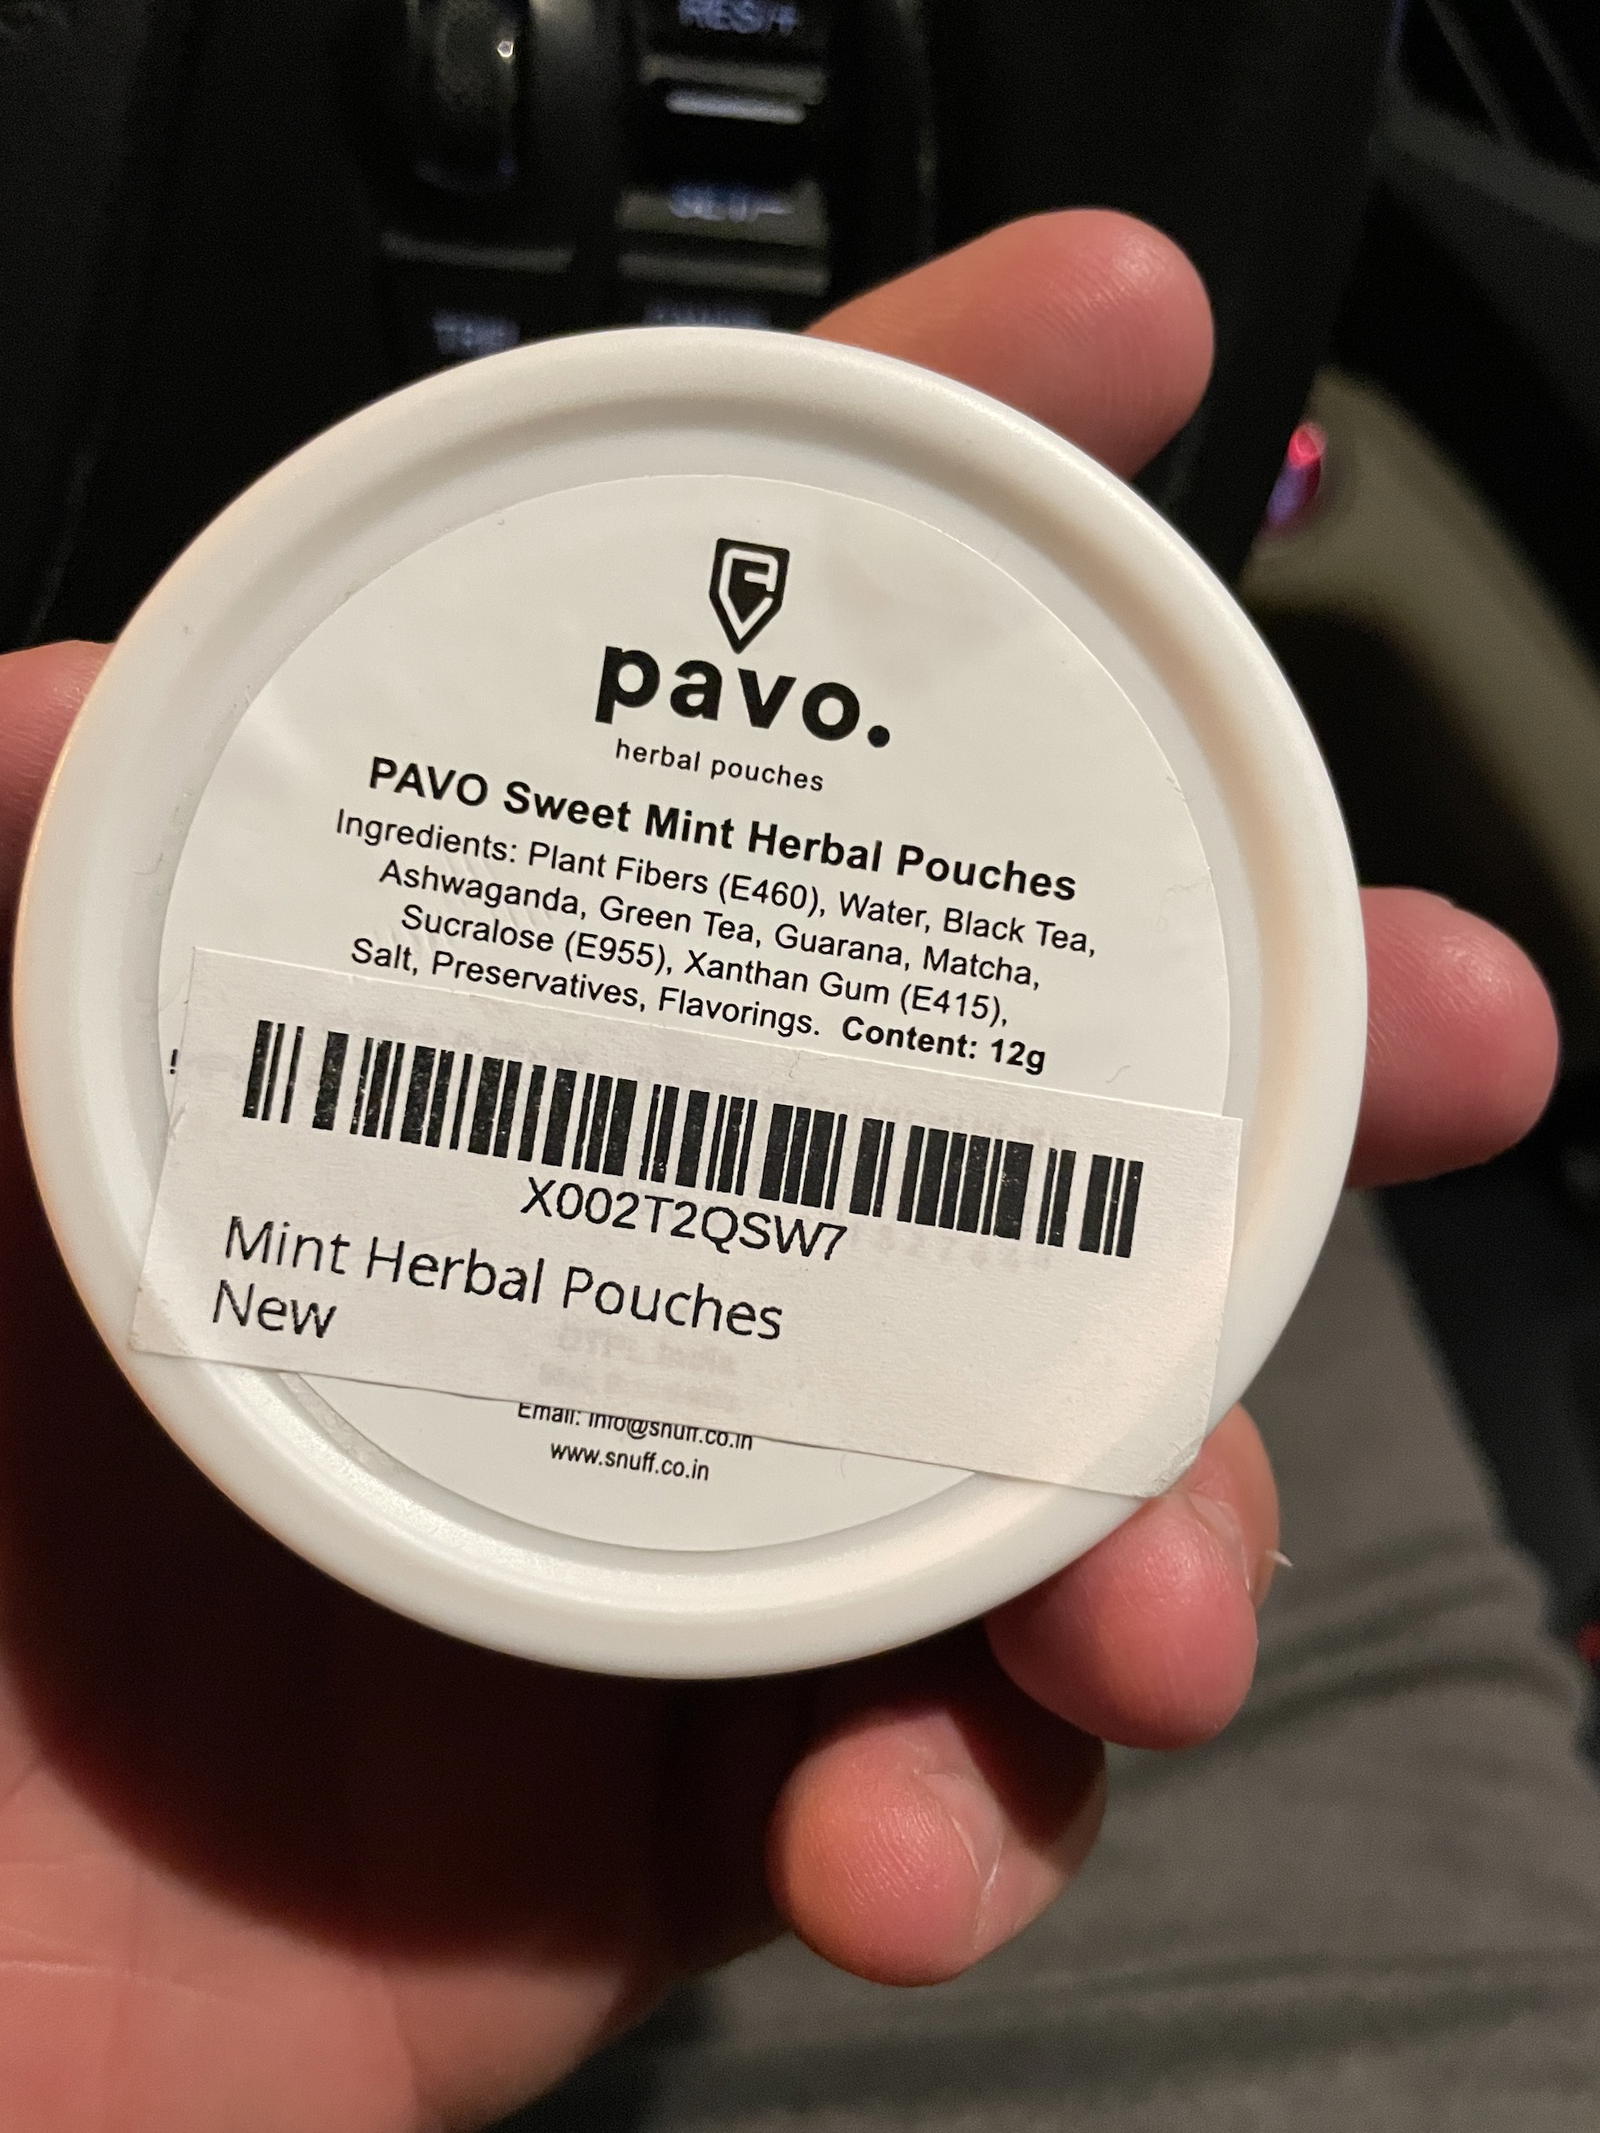 RES/+
SET/—
pavo.
herbal pouches
PAVO Sweet Mint Herbal Pouches
Ingredients: Plant Fibers (E460), Water, Black Tea,
Ashwaganda, Green Tea, Guarana, Matcha,
Sucralose (E955), Xanthan Gum (E415),
Salt, Preservatives, Flavorings. Content: 12g
!
X002T2QSW7
Mint Herbal Pouches
New
Email: info@snuff.co.in
www.snuff.co.in